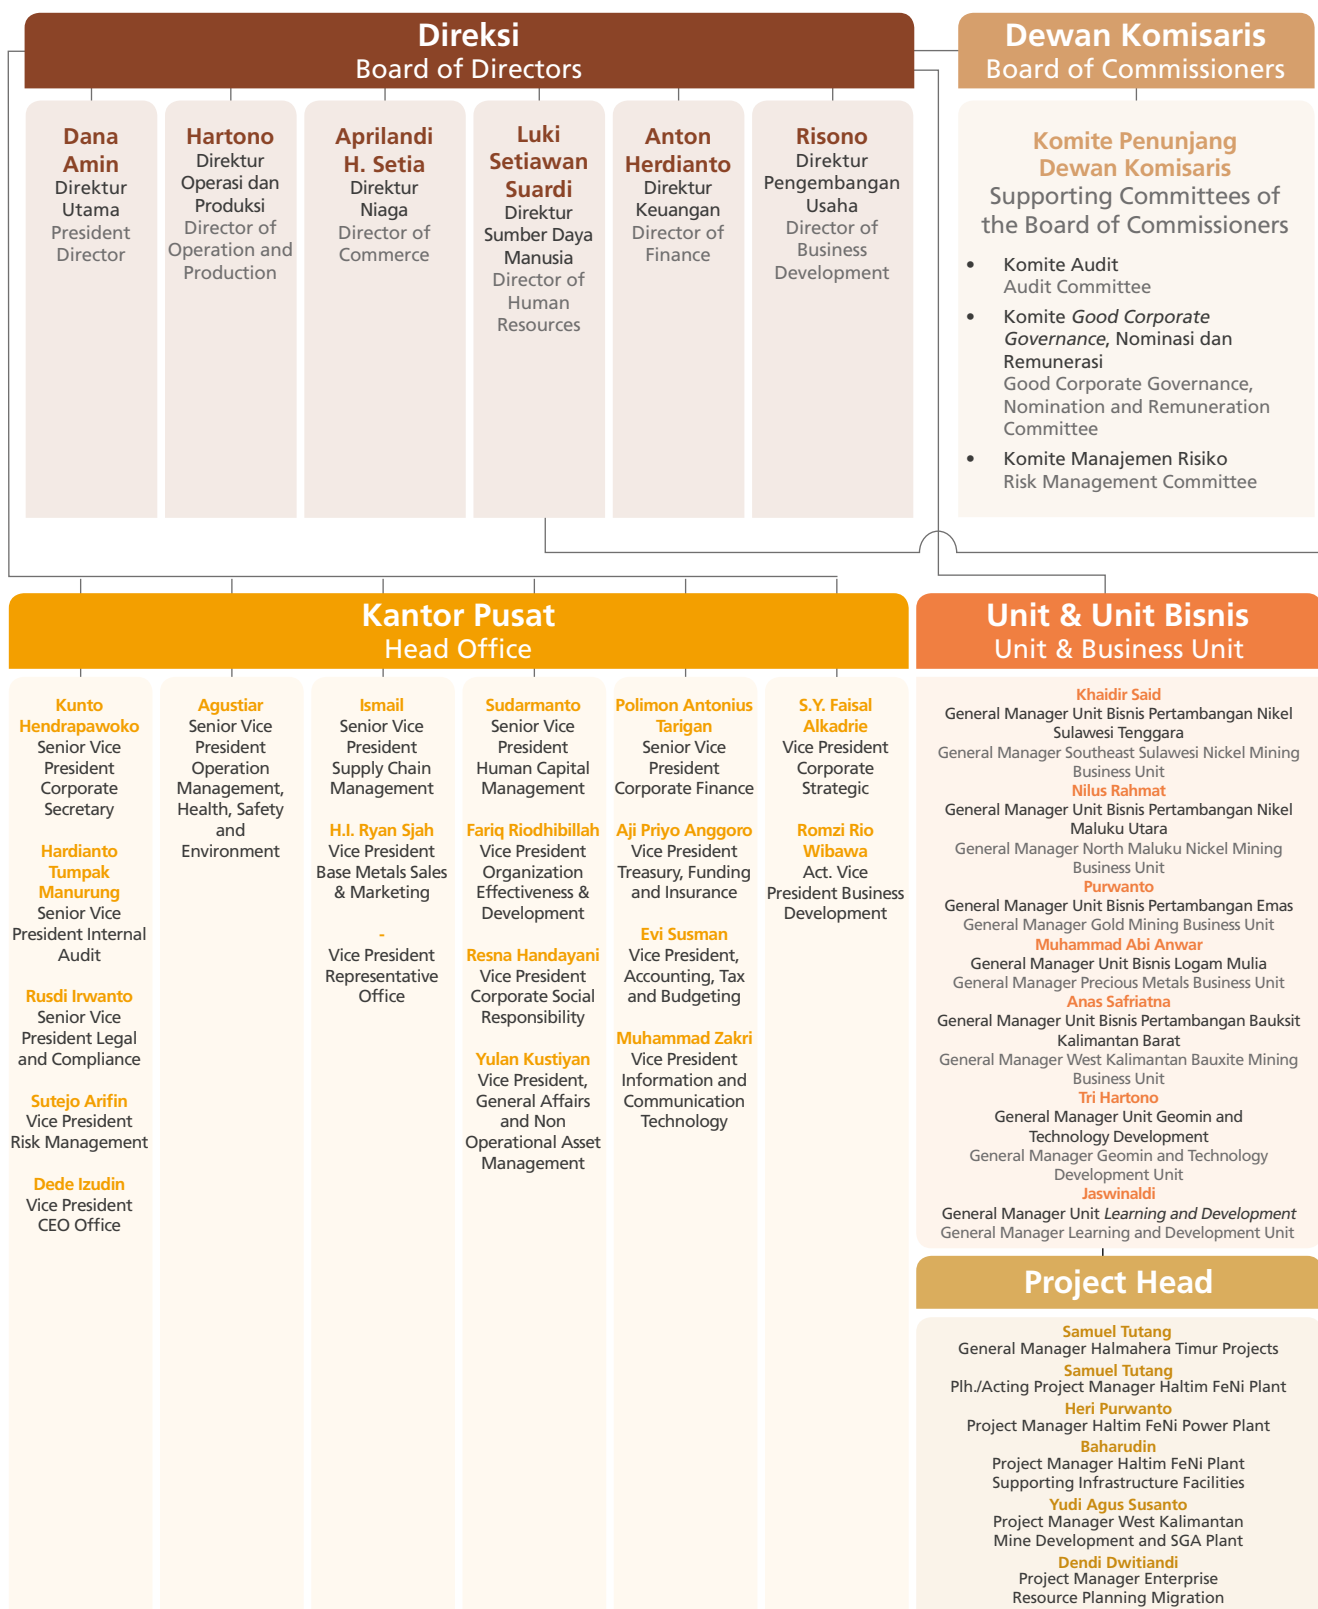 Direksi
Board of Directors
Dana
Amin
Direktur
Utama
President
Director
Hartono
Direktur
Operasi dan
Produksi
Director of
Operation and
Production
Aprilandi
H. Setia
Direktur
Niaga
Director of
Commerce
Luki
Setiawan
Suardi
Direktur
Sumber Daya
Manusia
Director of
Human
Resources
Anton
Herdianto
Direktur
Keuangan
Director of
Finance
Risono
Direktur
Pengembangan
Usaha
Director of
Business
Development
Dewan Komisaris
Board of Commissioners
Komite Penunjang
Dewan Komisaris
Supporting Committees of
the Board of Commissioners
• Komite Audit
Audit Committee
• Komite Good Corporate
Governance, Nominasi dan
Remunerasi
Good Corporate Governance,
Nomination and Remuneration
Committee
• Komite Manajemen Risiko
Risk Management Committee
Kantor Pusat
Head Office
Kunto
Hendrapawoko
Senior Vice
President
Corporate
Secretary
Hardianto
Tumpak
Manurung
Senior Vice
President Internal
Audit
Rusdi Irwanto
Senior Vice
President Legal
and Compliance
Sutejo Arifin
Vice President
Risk Management
Dede Izudin
Vice President
CEO Office
Agustiar
Senior Vice
President
Operation
Management,
Health, Safety
and
Environment
Ismail
Senior Vice
President
Supply Chain
Management
H.I. Ryan Sjah
Vice President
Base Metals Sales
& Marketing
-
Vice President
Representative
Office
Sudarmanto
Senior Vice
President
Human Capital
Management
Fariq Riodhibillah
Vice President
Organization
Effectiveness &
Development
Resna Handayani
Vice President
Corporate Social
Responsibility
Yulan Kustiyan
Vice President,
General Affairs
and Non
Operational Asset
Management
Polimon Antonius
Tarigan
Senior Vice
President
Corporate Finance
Aji Priyo Anggoro
Vice President
Treasury, Funding
and Insurance
Evi Susman
Vice President,
Accounting, Tax
and Budgeting
Muhammad Zakri
Vice President
Information and
Communication
Technology
S.Y. Faisal
Alkadrie
Vice President
Corporate
Strategic
Romzi Rio
Wibawa
Act. Vice
President Business
Development
Unit & Unit Bisnis
Unit & Business Unit
Khaidir Said
General Manager Unit Bisnis Pertambangan Nikel
Sulawesi Tenggara
General Manager Southeast Sulawesi Nickel Mining
Business Unit
Nilus Rahmat
General Manager Unit Bisnis Pertambangan Nikel
Maluku Utara
General Manager North Maluku Nickel Mining
Business Unit
Purwanto
General Manager Unit Bisnis Pertambangan Emas
General Manager Gold Mining Business Unit
Muhammad Abi Anwar
General Manager Unit Bisnis Logam Mulia
General Manager Precious Metals Business Unit
Anas Safriatna
General Manager Unit Bisnis Pertambangan Bauksit
Kalimantan Barat
General Manager West Kalimantan Bauxite Mining
Business Unit
Tri Hartono
General Manager Unit Geomin and
Technology Development
General Manager Geomin and Technology
Development Unit
Jaswinaldi
General Manager Unit Learning and Development
General Manager Learning and Development Unit
Project Head
Samuel Tutang
General Manager Halmahera Timur Projects
Samuel Tutang
Plh./Acting Project Manager Haltim FeNi Plant
Heri Purwanto
Project Manager Haltim FeNi Power Plant
Baharudin
Project Manager Haltim FeNi Plant
Supporting Infrastructure Facilities
Yudi Agus Susanto
Project Manager West Kalimantan
Mine Development and SGA Plant
Dendi Dwitiandi
Project Manager Enterprise
Resource Planning Migration